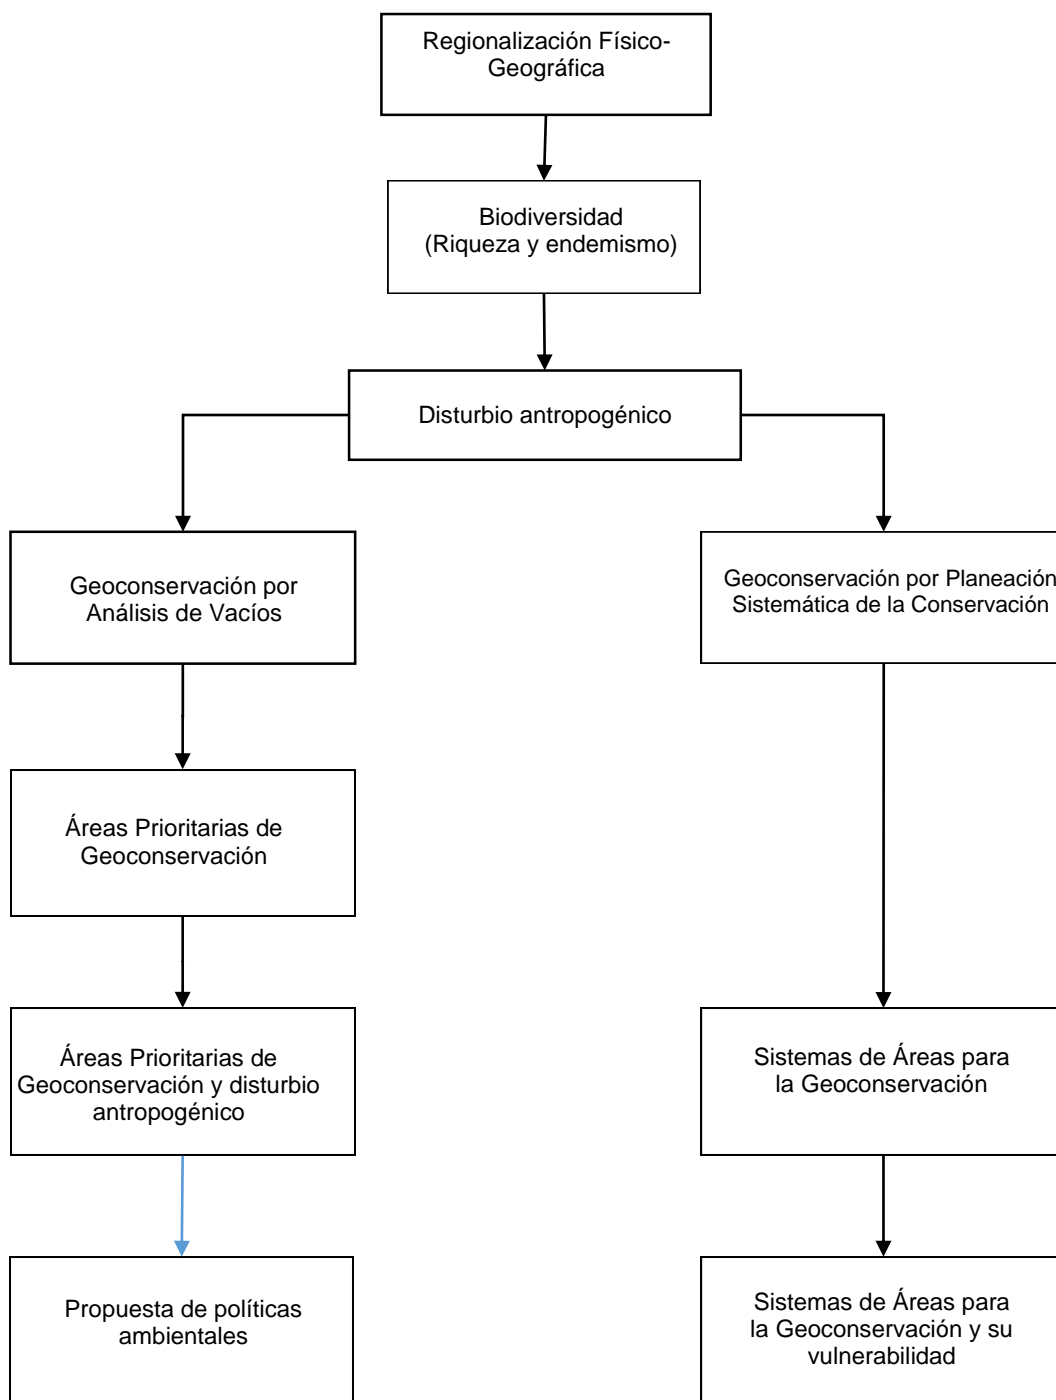 Regionalización Físico-
Geográfica
Biodiversidad
(Riqueza y endemismo)
Disturbio antropogénico
Geoconservación por
Análisis de Vacíos
Geoconservación por Planeación
Sistemática de la Conservación
Áreas Prioritarias de
Geoconservación
Áreas Prioritarias de
Geoconservación y disturbio
antropogénico
Sistemas de Áreas para
la Geoconservación
Propuesta de políticas
ambientales
Sistemas de Áreas para
la Geoconservación y su
vulnerabilidad